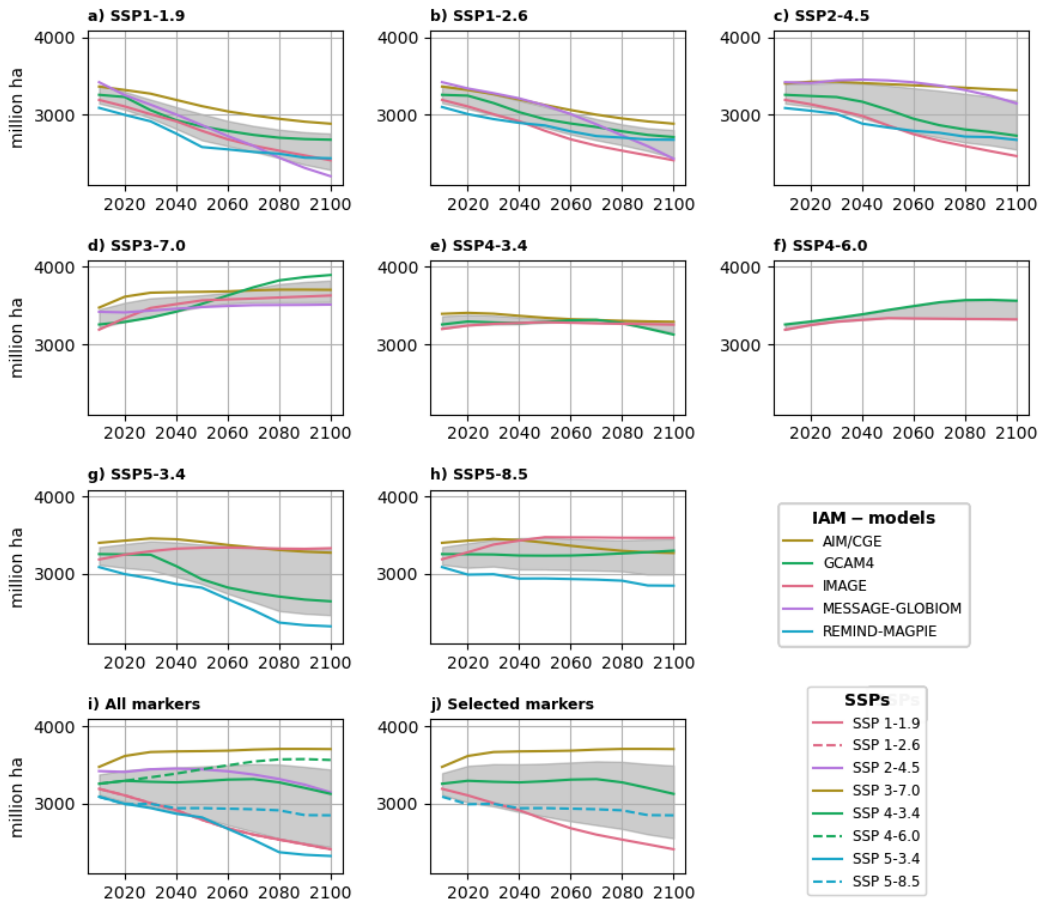 a) SSP1-1.9
b) SSP1-2.6
c) SSP2-4.5
million ha
4000
3000
2020 2040 2060 2080 2100
2020 2040 2060 2080 2100
4000
3000
2020 2040 2060 2080 2100
4000
3000
d) SSP3-7.0
e) SSP4-3.4
f) SSP4-6.0
million ha
4000
3000
2020 2040 2060 2080 2100
4000
3000
2020 2040 2060 2080 2100
4000
3000
2020 2040 2060 2080 2100
g) SSP5-3.4
h) SSP5-8.5
million ha
4000
3000
2020 2040 2060 2080 2100
4000
3000
2020 2040 2060 2080 2100
IAM – models
AIM/CGE
GCAM4
IMAGE
MESSAGE-GLOBIOM
REMIND-MAGPIE
i) All markers
j) Selected markers
million ha
4000
3000
2020 2040 2060 2080 2100
4000
3000
2020 2040 2060 2080 2100
SSPs
SSP 1-1.9
SSP 1-2.6
SSP 2-4.5
SSP 3-7.0
SSP 4-3.4
SSP 4-6.0
SSP 5-3.4
SSP 5-8.5